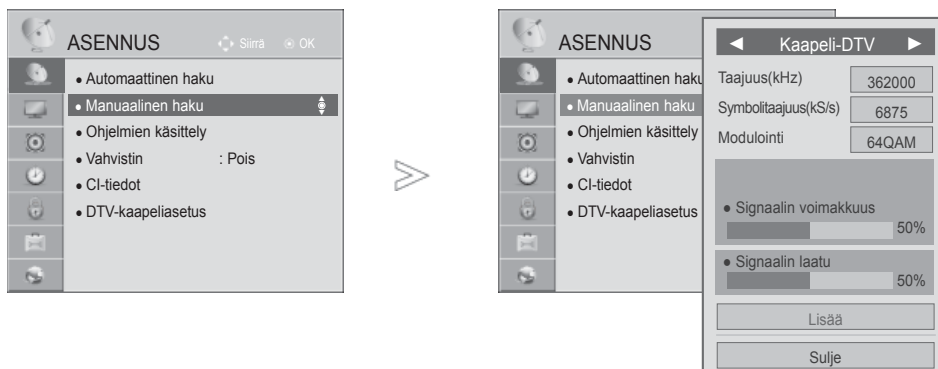 ASENNUS
Siirrä
OK
● Automaattinen haku
● Manuaalinen haku
● Ohjelmien käsittely
● Vahvistin : Pois
● CI-tiedot
● DTV-kaapeliasetus
ASENNUS
● Automaattinen haku
● Manuaalinen haku
● Ohjelmien käsittely
● Vahvistin
● CI-tiedot
● DTV-kaapeliasetus
◀ Kaapeli-DTV ▶
Taajuus(kHz) 362000
Symbolitaajuus(kS/s) 6875
Modulointi 64QAM
● Signaalin voimakkuus
50%
● Signaalin laatu
50%
Lisää
Sulje